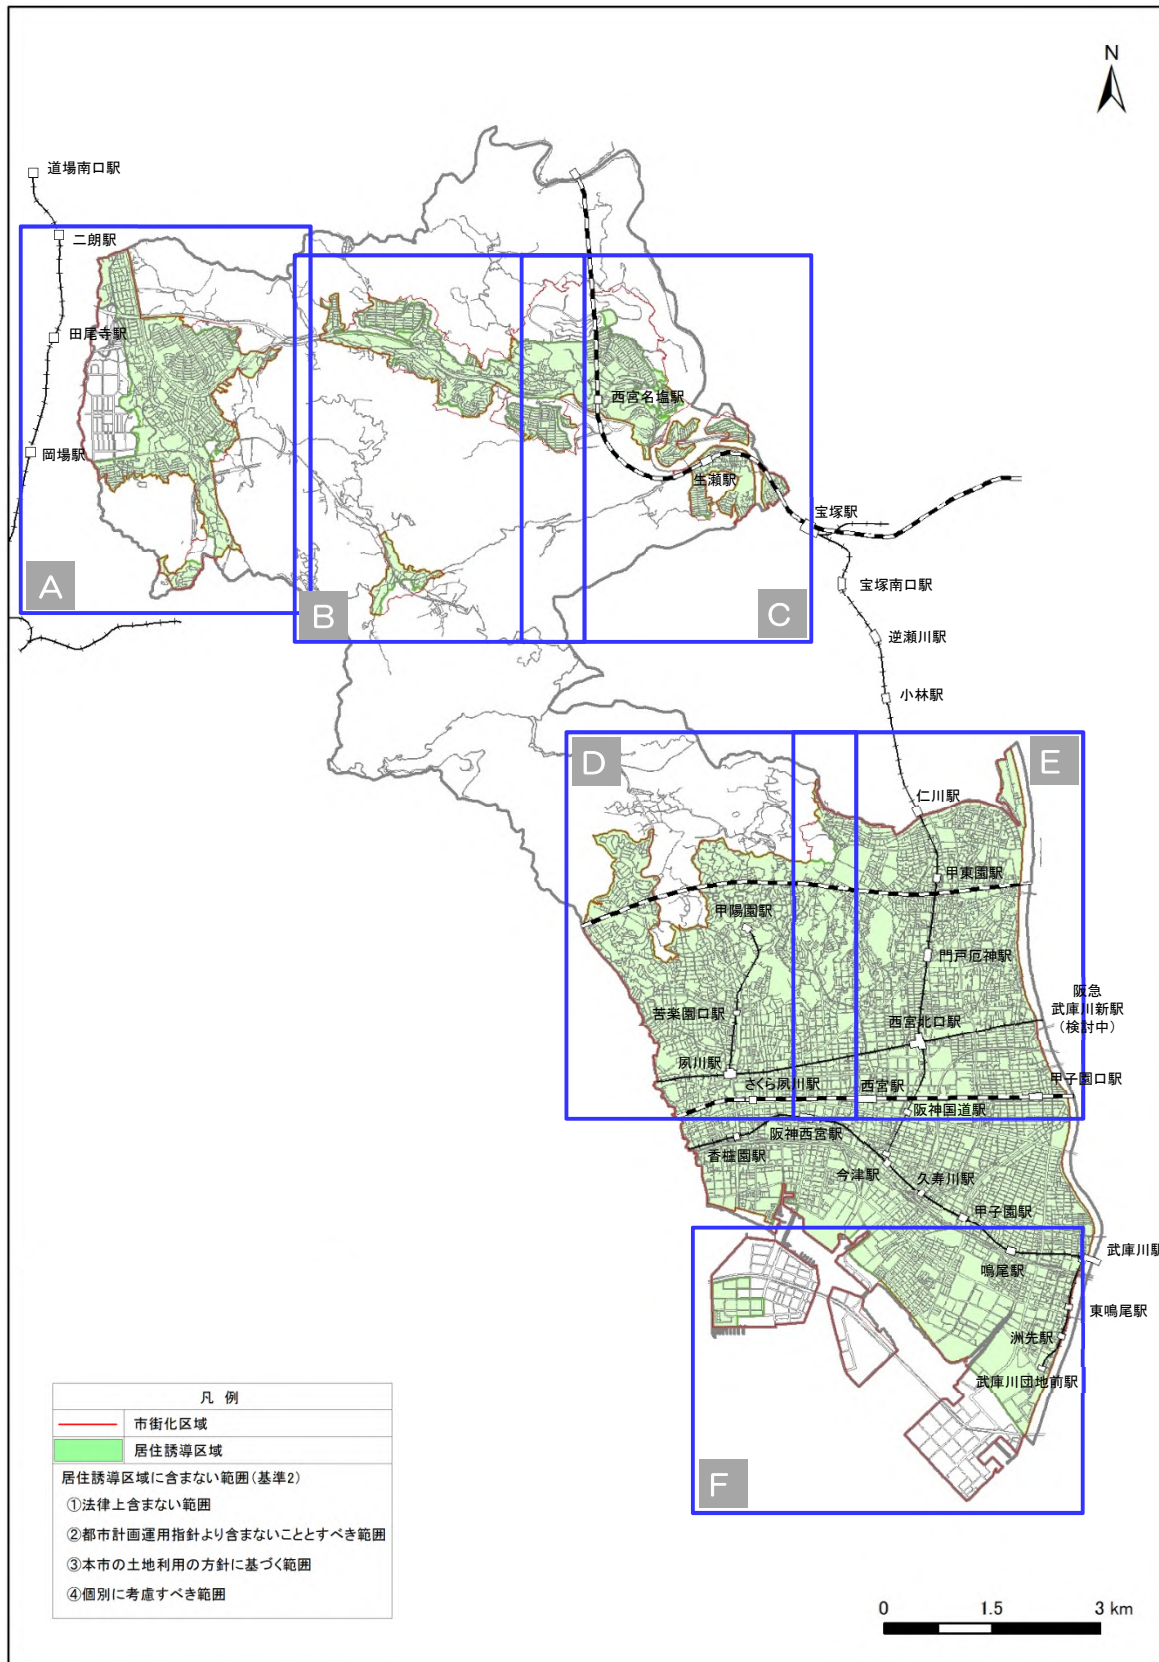 N
道場南口駅
二朗駅
田尾寺駅
岡場駅
西宮名塩駅
生瀬駅
宝塚駅
宝塚南口駅
逆瀬川駅
小林駅
A
B
C
D
E
仁川駅
甲東園駅
甲陽園駅
門戸厄神駅
阪急
武庫川新駅
(検討中)
苦楽園口駅
西宮北口駅
夙川駅
さくら夙川駅
西宮駅
甲子園口駅
阪神国道駅
阪神西宮駅
香櫨園駅
今津駅
久寿川駅
甲子園駅
武庫川駅
鳴尾駅
東鳴尾駅
洲先駅
武庫川団地前駅
F
凡 例
市街化区域
居住誘導区域
居住誘導区域に含まない範囲(基準2)
①法律上含まない範囲
②都市計画運用指針より含まないこととすべき範囲
③本市の土地利用の方針に基づく範囲
④個別に考慮すべき範囲
0 1.5 3 km